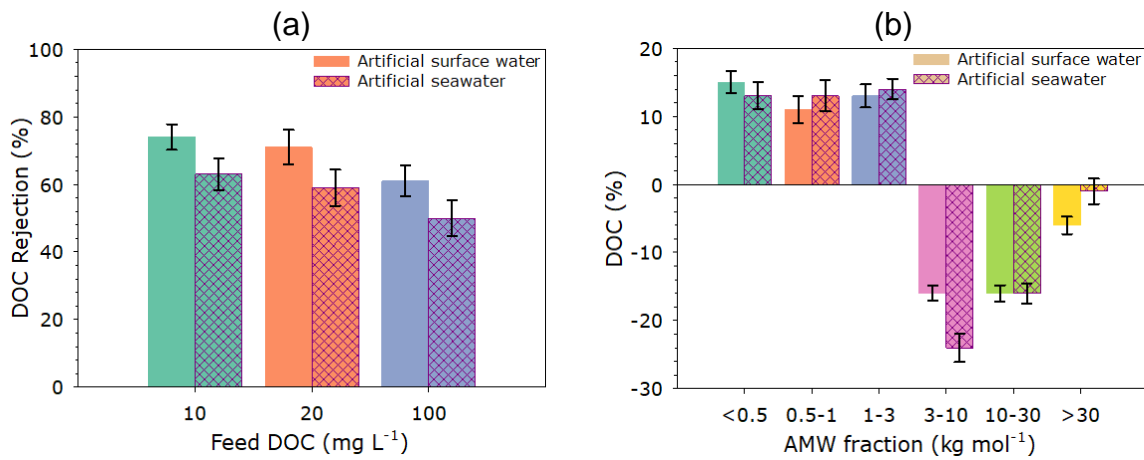 (a)
100
80
60
40
20
0
DOC Rejection (%)
Artificial surface water
Artificial seawater
10 20 100
Feed DOC (mg L⁻¹)
(b)
20
10
0
-10
-20
-30
DOC (%)
Artificial surface water
Artificial seawater
<0.5 0.5-1 1-3 3-10 10-30 >30
AMW fraction (kg mol⁻¹)